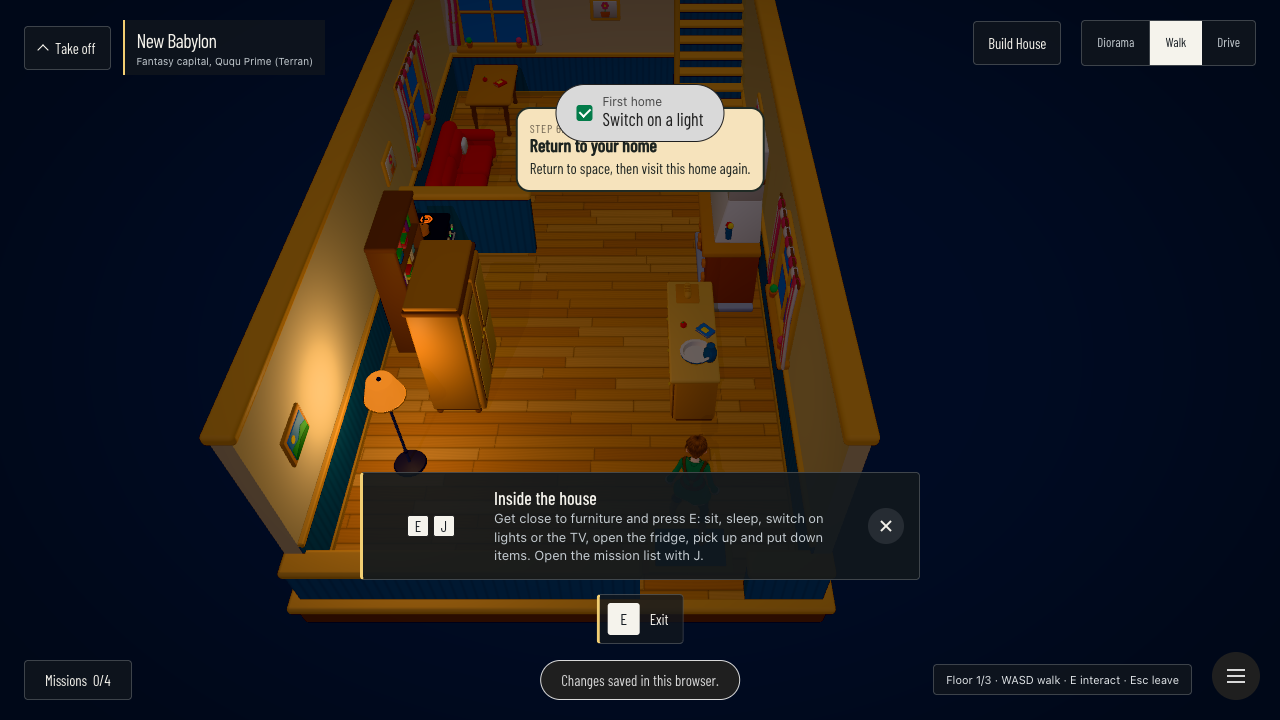 Take off
New Babylon
Fantasy capital, Ququ Prime (Terran)
Build House
Diorama
Walk
Drive
First home
Switch on a light
STEP
Return to your home
Return to space, then visit this home again.
E J
Inside the house
Get close to furniture and press E: sit, sleep, switch on
lights or the TV, open the fridge, pick up and put down
items. Open the mission list with J.
E Exit
Missions 0/4
Changes saved in this browser.
Floor 1/3 · WASD walk · E interact · Esc leave